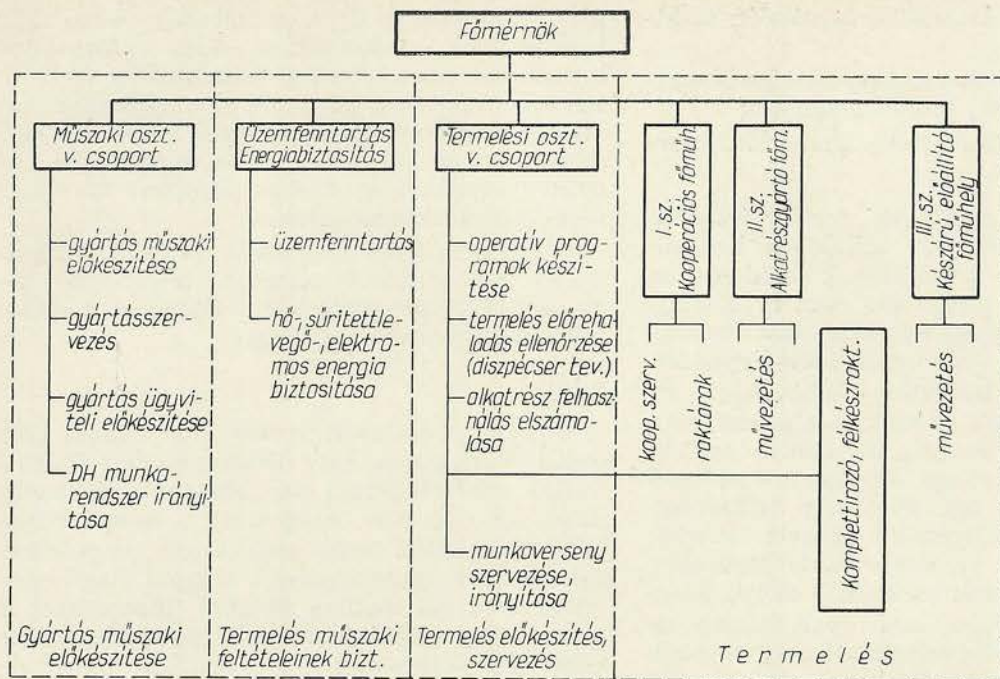 Főmérnök
Műszaki oszt.
v. csoport
gyártás műszaki
előkészítése
gyártásszer-
vezés
gyártás ügyvi-
teli előkészítése
DH munka-
rendszer irányí-
tása
Gyártás műszaki
előkészítése
Üzemfenntartás
Energiabiztosítás
üzemfenntartás
hő-, sűrítettle-
vegő-, elektro-
mos energia
biztosítása
Termelés műszaki
feltételeinek bizt.
Termelési oszt.
v. csoport
operatív prog-
ramok készí-
tése
termelés előreha-
ladás ellenőrzése
(diszpécser tev.)
alkatrész felhasz-
nálás elszámo-
lása
munkaverseny
szervezése,
irányítása
Termelés előkészítés,
szervezés
I. sz.
Kooperációs főműh.
koop. szerv.
raktárak
II. sz.
Alkatrészgyártó főm.
művezetés
Komplettírozó, félkészrakt.
III. sz.
Készárú előállító
főműhely
művezetés
Termelés